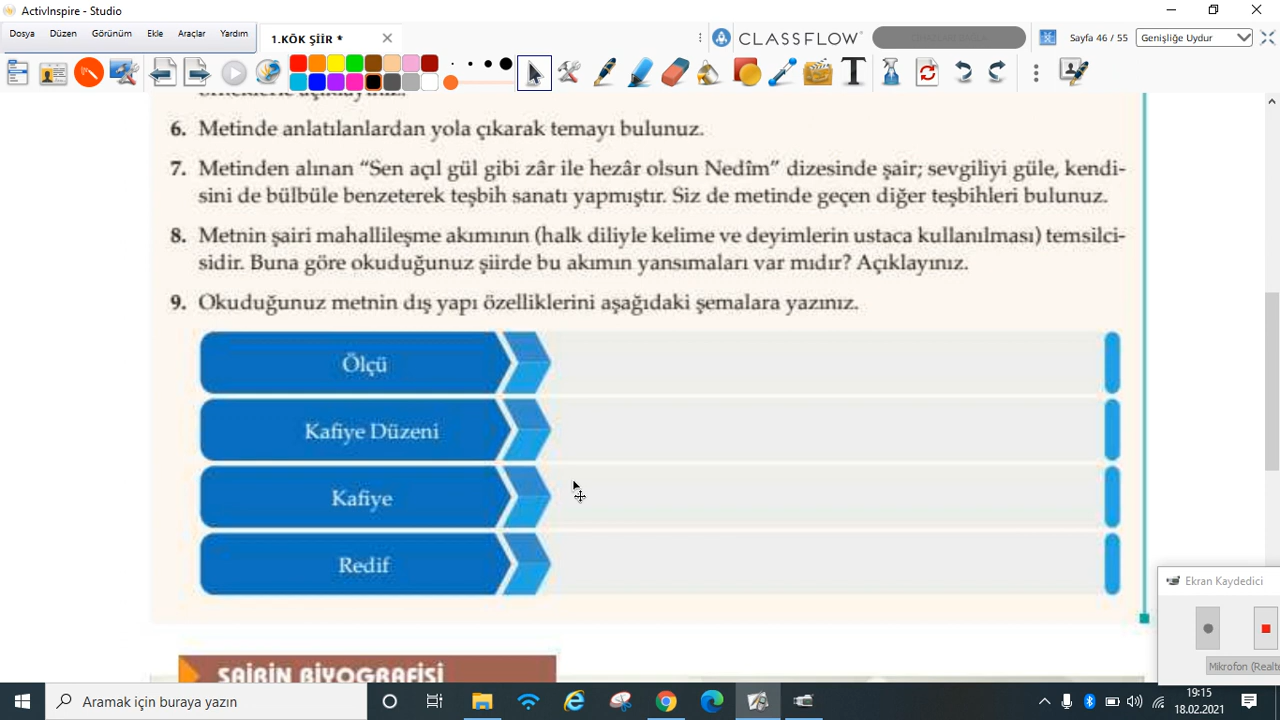 ActivInspire - Studio
Dosya Düzen Görünüm Ekle Araçlar Yardım
1.KÖK ŞİİR *
CLASSFLOW
Sayfa 46 / 55
Genişliğe Uydur
örneklerle açıklayınız.
6. Metinde anlatılanlardan yola çıkarak temayı bulunuz.
7. Metinden alınan “Sen açıl gül gibi zâr ile hezâr olsun Nedîm” dizesinde şair; sevgiliyi güle, kendi-
sini de bülbüle benzeterek teşbih sanatı yapmıştır. Siz de metinde geçen diğer teşbihleri bulunuz.
8. Metnin şairi mahallileşme akımının (halk diliyle kelime ve deyimlerin ustaca kullanılması) temsilci-
sidir. Buna göre okuduğunuz şiirde bu akımın yansımaları var mıdır? Açıklayınız.
9. Okuduğunuz metnin dış yapı özelliklerini aşağıdaki şemalara yazınız.
Ölçü
Kafiye Düzeni
Kafiye
Redif
ŞAİRİN BİYOGRAFİSİ
Ekran Kaydedici
Mikrofon (Realte
Aramak için buraya yazın
19:15
18.02.2021